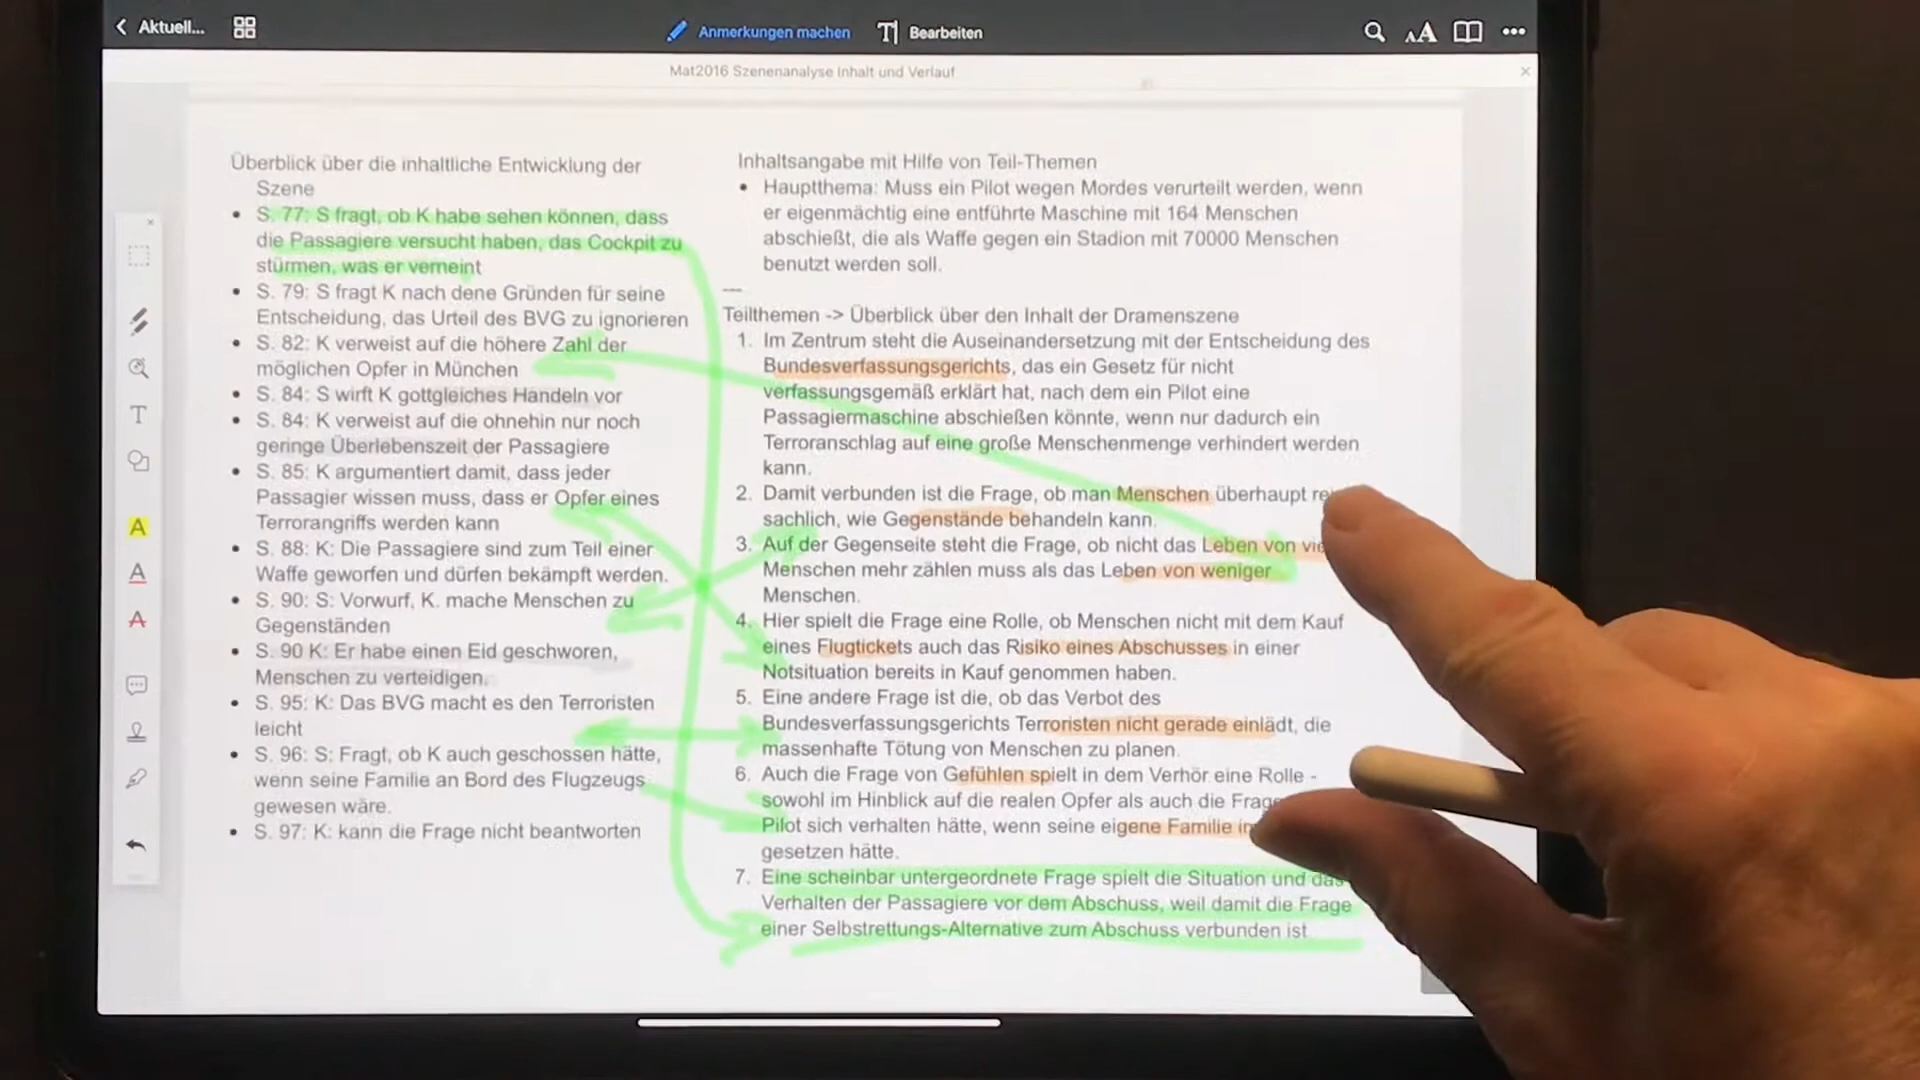 Aktuell...
Anmerkungen machen
Bearbeiten
AA
Mat2016 Szenenanalyse Inhalt und Verlauf
Überblick über die inhaltliche Entwicklung der
Szene
• S. 77: S fragt, ob K habe sehen können, dass
die Passagiere versucht haben, das Cockpit zu
stürmen, was er verneint
• S. 79: S fragt K nach dene Gründen für seine
Entscheidung, das Urteil des BVG zu ignorieren
• S. 82: K verweist auf die höhere Zahl der
möglichen Opfer in München
• S. 84: S wirft K gottgleiches Handeln vor
• S. 84: K verweist auf die ohnehin nur noch
geringe Überlebenszeit der Passagiere
• S. 85: K argumentiert damit, dass jeder
Passagier wissen muss, dass er Opfer eines
Terrorangriffs werden kann
• S. 88: K: Die Passagiere sind zum Teil einer
Waffe geworfen und dürfen bekämpft werden.
• S. 90: S: Vorwurf, K. mache Menschen zu
Gegenständen
• S. 90 K: Er habe einen Eid geschworen,
Menschen zu verteidigen.
• S. 95: K: Das BVG macht es den Terroristen
leicht
• S. 96: S: Fragt, ob K auch geschossen hätte,
wenn seine Familie an Bord des Flugzeugs
gewesen wäre.
• S. 97: K: kann die Frage nicht beantworten
Inhaltsangabe mit Hilfe von Teil-Themen
• Hauptthema: Muss ein Pilot wegen Mordes verurteilt werden, wenn
er eigenmächtig eine entführte Maschine mit 164 Menschen
abschießt, die als Waffe gegen ein Stadion mit 70000 Menschen
benutzt werden soll.
---
Teilthemen -> Überblick über den Inhalt der Dramenszene
1. Im Zentrum steht die Auseinandersetzung mit der Entscheidung des
Bundesverfassungsgerichts, das ein Gesetz für nicht
verfassungsgemäß erklärt hat, nach dem ein Pilot eine
Passagiermaschine abschießen könnte, wenn nur dadurch ein
Terroranschlag auf eine große Menschenmenge verhindert werden
kann.
2. Damit verbunden ist die Frage, ob man Menschen überhaupt
sachlich, wie Gegenstände behandeln kann.
3. Auf der Gegenseite steht die Frage, ob nicht das Leben von
Menschen mehr zählen muss als das Leben von weniger
Menschen.
4. Hier spielt die Frage eine Rolle, ob Menschen nicht mit dem Kauf
eines Flugtickets auch das Risiko eines Abschusses in einer
Notsituation bereits in Kauf genommen haben.
5. Eine andere Frage ist die, ob das Verbot des
Bundesverfassungsgerichts Terroristen nicht gerade einlädt, die
massenhafte Tötung von Menschen zu planen.
6. Auch die Frage von Gefühlen spielt in dem Verhör eine Rolle -
sowohl im Hinblick auf die realen Opfer als auch die Frage
Pilot sich verhalten hätte, wenn seine eigene Familie
gesetzen hätte.
7. Eine scheinbar untergeordnete Frage spielt die Situation und das
Verhalten der Passagiere vor dem Abschuss, weil damit die Frage
einer Selbstrettungs-Alternative zum Abschuss verbunden ist
T
A
A
A